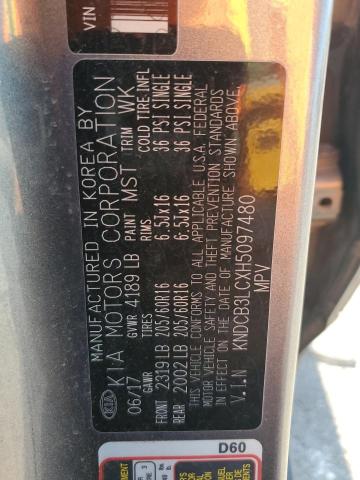 VIN
MANUFACTURED IN KOREA BY
KIA KIA MOTORS CORPORATION
06/17 GVWR 4189 LB PAINT MST TRIM WK
GAWR TIRES RIMS COLD TIRE INFL
FRONT 2319 LB 205/60R16 6.5Jx16 36 PSI SINGLE
REAR 2002 LB 205/60R16 6.5Jx16 36 PSI SINGLE
THIS VEHICLE CONFORMS TO ALL APPLICABLE U.S.A. FEDERAL
MOTOR VEHICLE SAFETY AND THEFT PREVENTION STANDARDS
IN EFFECT ON THE DATE OF MANUFACTURE SHOWN ABOVE.
V.I.N KNDCB3LCXH5097480
MPV
D60